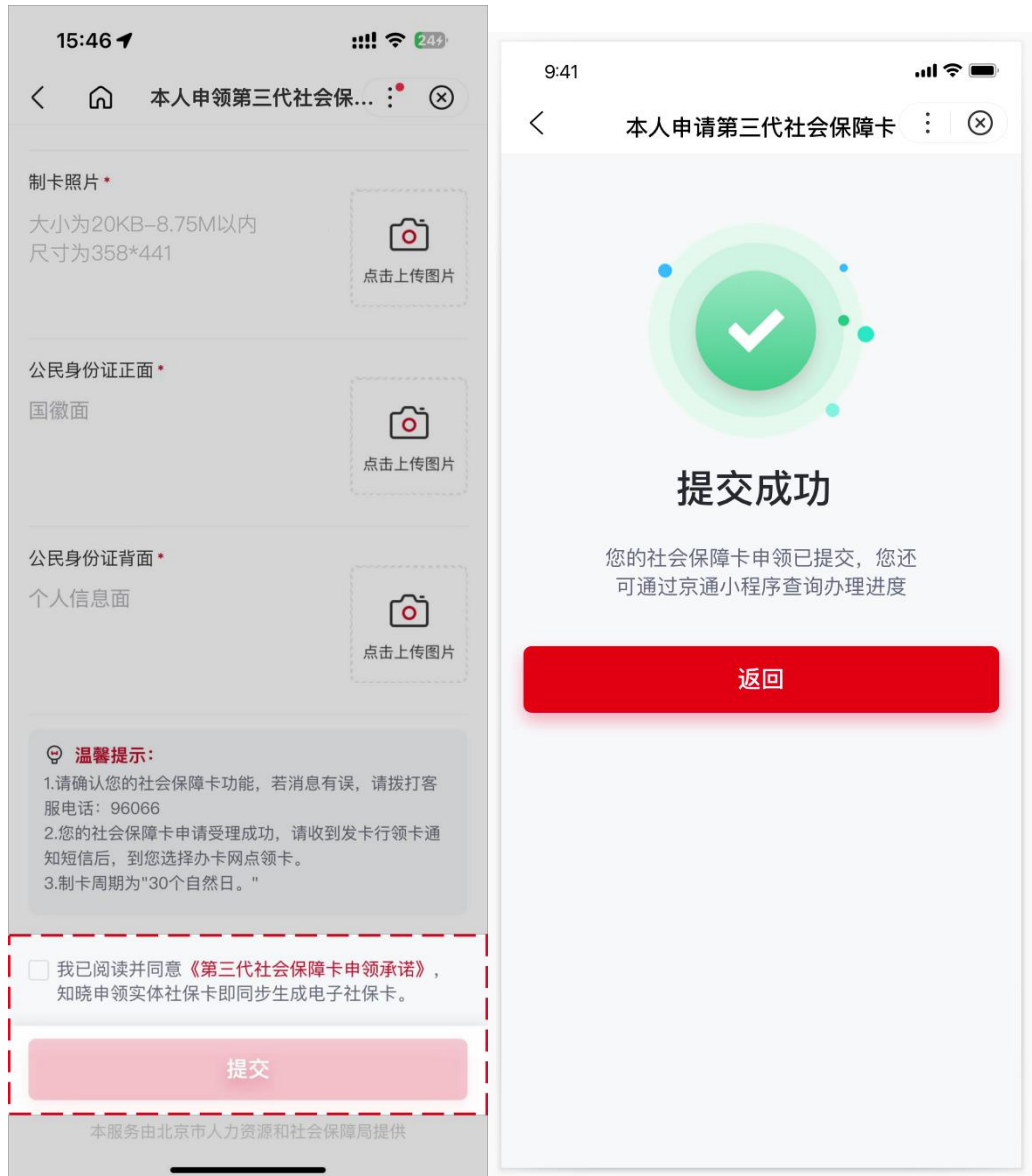 15:46
24
本人申领第三代社会保...
制卡照片*
大小为20KB-8.75M以内
尺寸为358*441
点击上传图片
公民身份证正面*
国徽面
点击上传图片
公民身份证背面*
个人信息面
点击上传图片
温馨提示:
1.请确认您的社会保障卡功能，若消息有误，请拨打客
服电话：96066
2.您的社会保障卡申请受理成功，请收到发卡行领卡通
知短信后，到您选择办卡网点领卡。
3.制卡周期为"30个自然日。"
我已阅读并同意《第三代社会保障卡申领承诺》，
知晓申领实体社保卡即同步生成电子社保卡。
提交
本服务由北京市人力资源和社会保障局提供
9:41
本人申请第三代社会保障卡
提交成功
您的社会保障卡申领已提交，您还
可通过京通小程序查询办理进度
返回